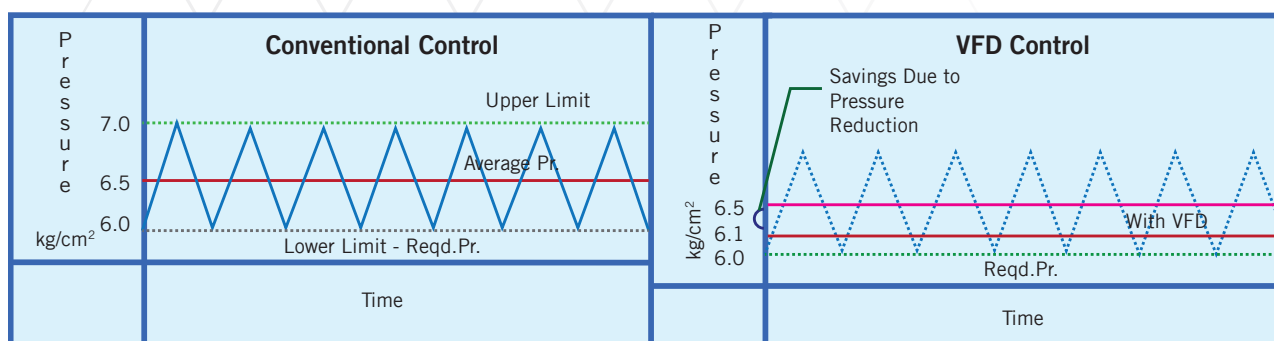 Pressure
kg/cm²
Conventional Control
Upper Limit
7.0
Average Pr.
6.5
6.0
Lower Limit - Reqd.Pr.
Time
Pressure
kg/cm²
VFD Control
Savings Due to
Pressure
Reduction
6.5
With VFD
6.1
6.0
Reqd.Pr.
Time